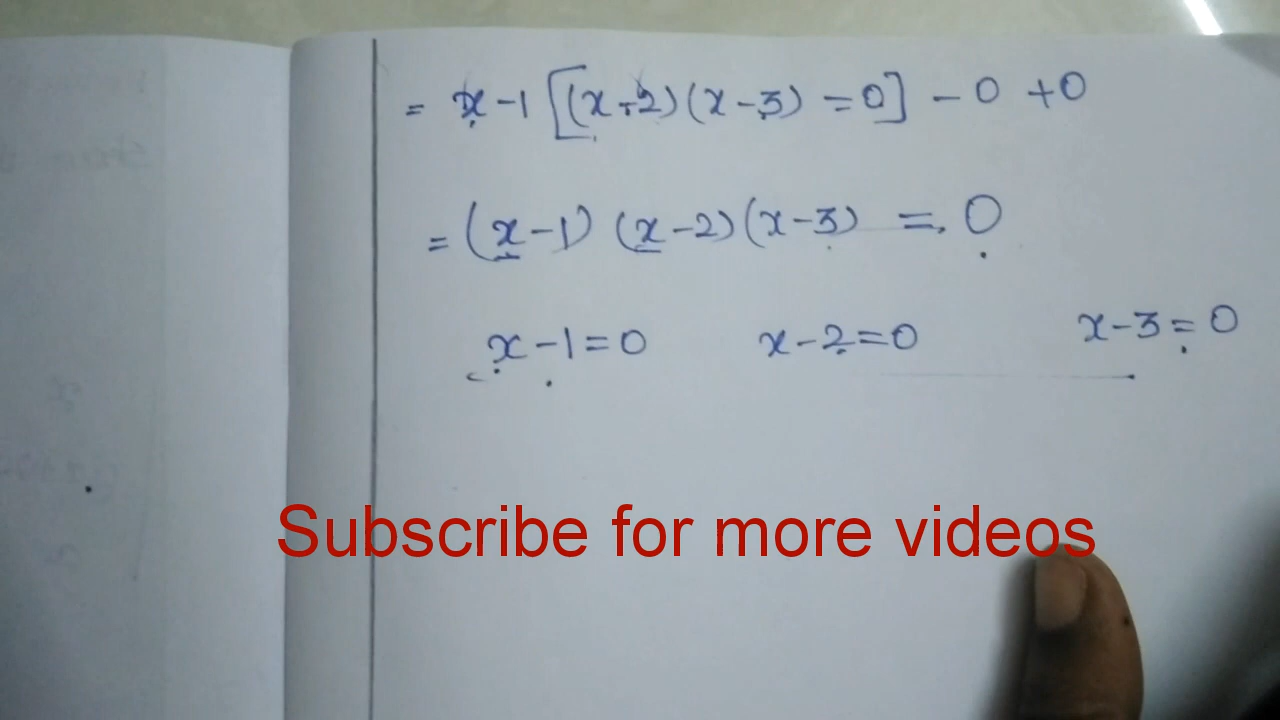 = x - 1 [(x - 2) (x - 3) = 0] - 0 + 0
= (x - 1) (x - 2) (x - 3) = 0
x - 1 = 0 x - 2 = 0 x - 3 = 0
Subscribe for more videos